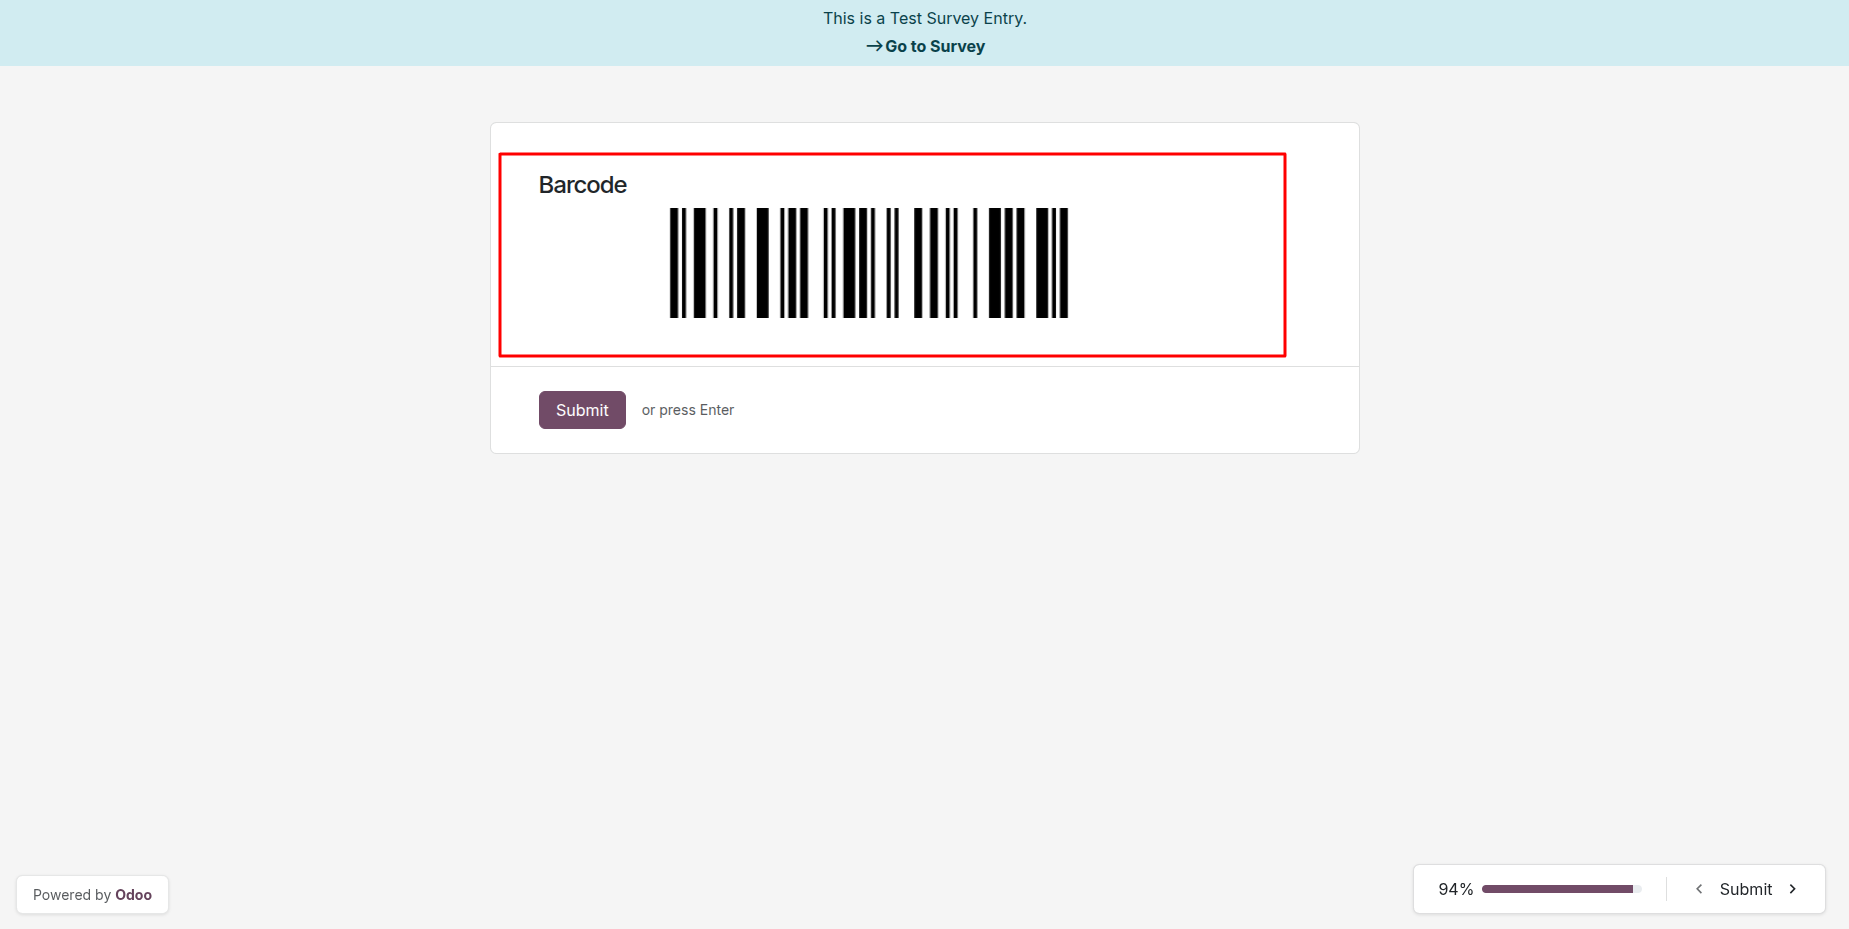 This is a Test Survey Entry.
→Go to Survey
Barcode
Submit or press Enter
Powered by Odoo
94% Submit